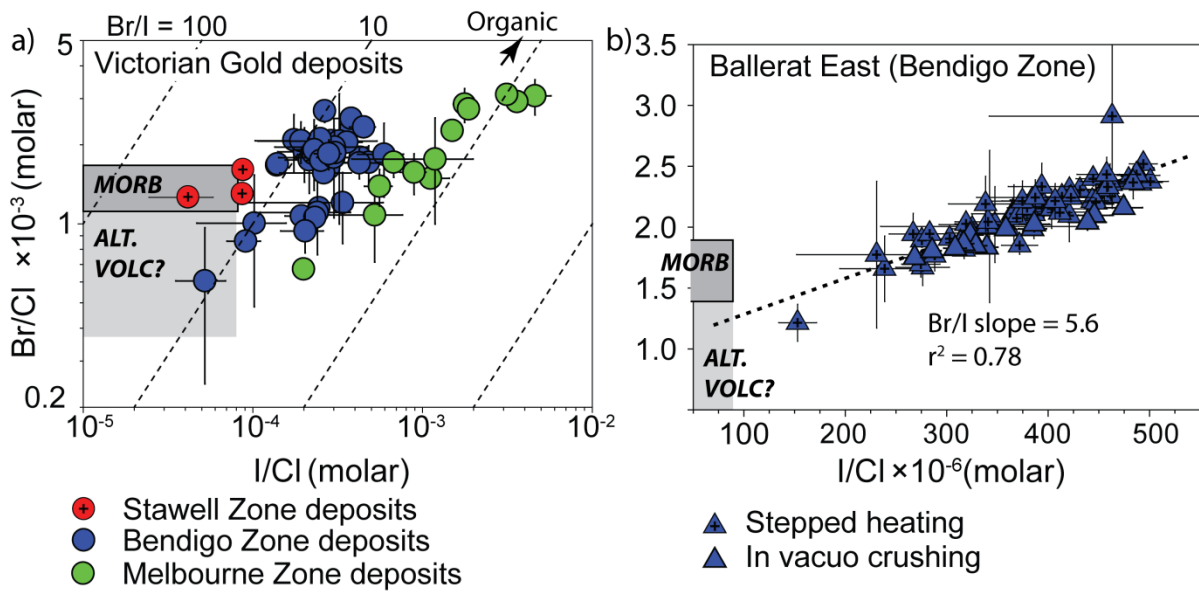 a)
Br/I = 100
10
Organic
5
Victorian Gold deposits
MORB
1
ALT.
VOLC?
0.2
Br/Cl ×10-3 (molar)
10-5
10-4
10-3
10-2
I/Cl (molar)
Stawell Zone deposits
Bendigo Zone deposits
Melbourne Zone deposits
b)
3.5
Ballerat East (Bendigo Zone)
3.0
2.5
2.0
MORB
1.5
Br/I slope = 5.6
r2 = 0.78
ALT.
VOLC?
1.0
100
200
300
400
500
I/Cl ×10-6(molar)
Stepped heating
In vacuo crushing